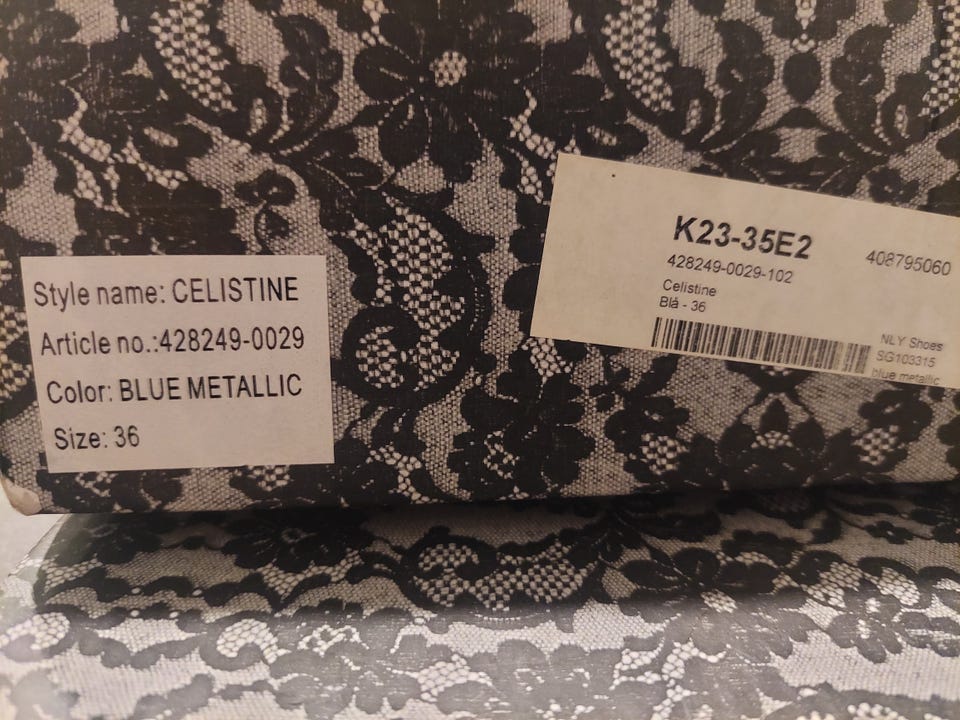 Style name: CELISTINE
Article no.:428249-0029
Color: BLUE METALLIC
Size: 36
K23-35E2
408795060
428249-0029-102
Celistine
Blå - 36
NLY Shoes
SG103315
blue metallic